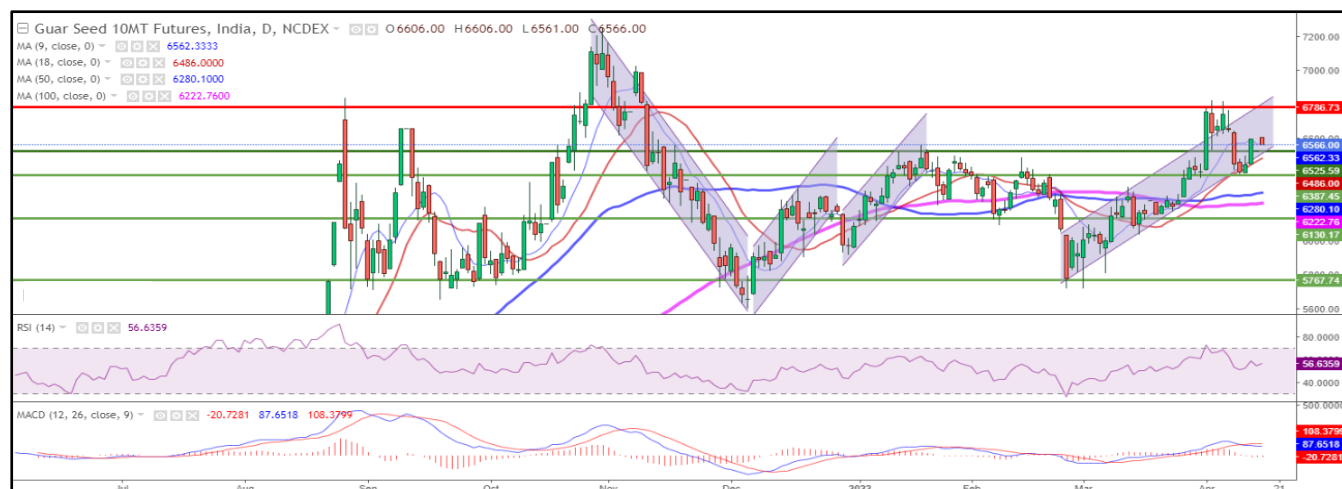 Guar Seed 10MT Futures, India, D, NCDEX O6606.00 H6606.00 L6561.00 C6566.00
MA (9, close, 0) 6562.3333
MA (18, close, 0) 6486.0000
MA (50, close, 0) 6280.1000
MA (100, close, 0) 6222.7600
7200.00
7000.00
6786.73
6566.00
6562.33
6525.59
6486.00
6387.45
6280.10
6222.76
6130.17
5767.74
5600.00
RSI (14) 56.6359
80.0000
56.6359
40.0000
MACD (12, 26, close, 9) -20.7281 87.6518 108.3799
500.0000
108.3799
87.6518
-20.7281
Jul Aug Sep Oct Nov Dec 2022 Feb Mar Apr 21